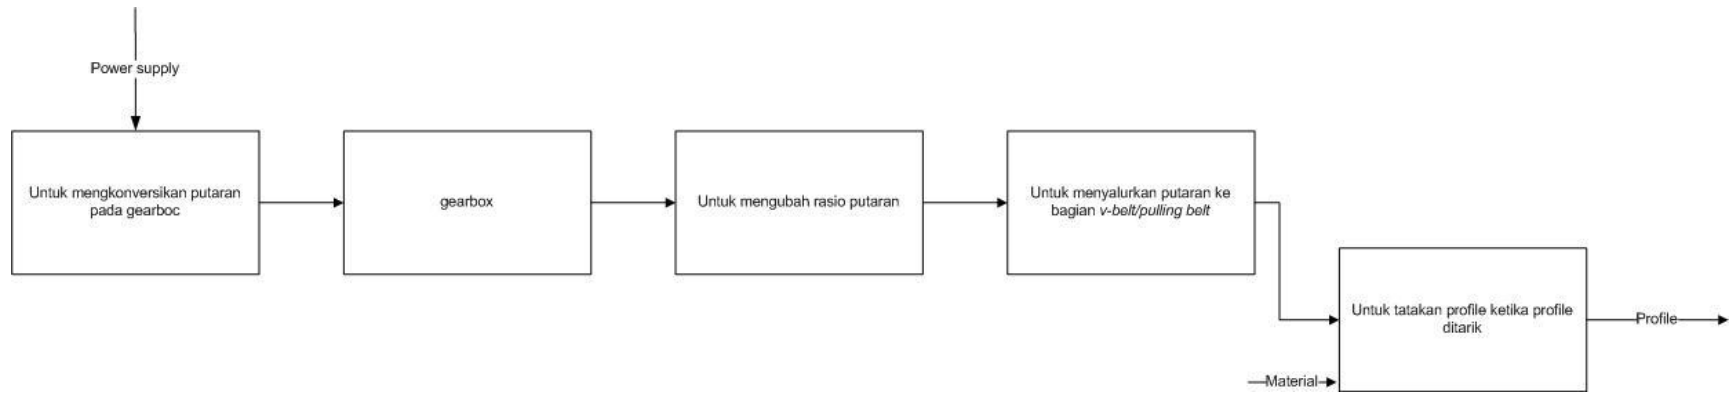 Power supply
Untuk mengkonversikan putaran
pada gearboc
gearbox
Untuk mengubah rasio putaran
Untuk menyalurkan putaran ke
bagian v-belt/pulling belt
Untuk tatakan profile ketika profile
ditarik
Profile
Material